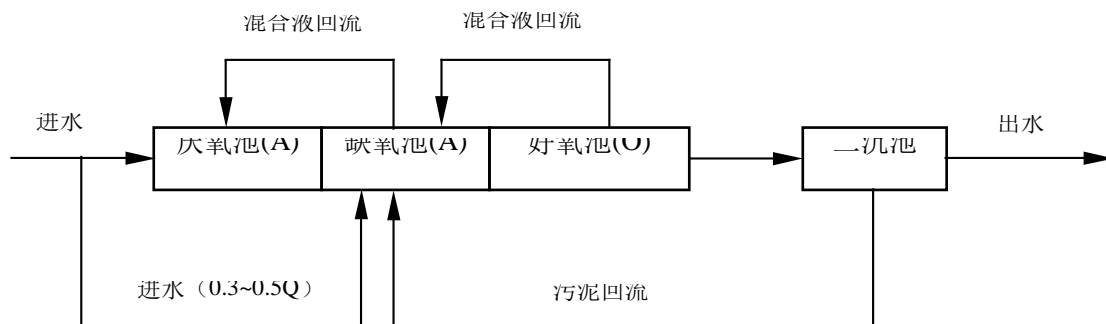 混合液回流
混合液回流
进水
厌氧池(A)
缺氧池(A)
好氧池(O)
二沉池
出水
进水（0.3~0.5Q）
污泥回流